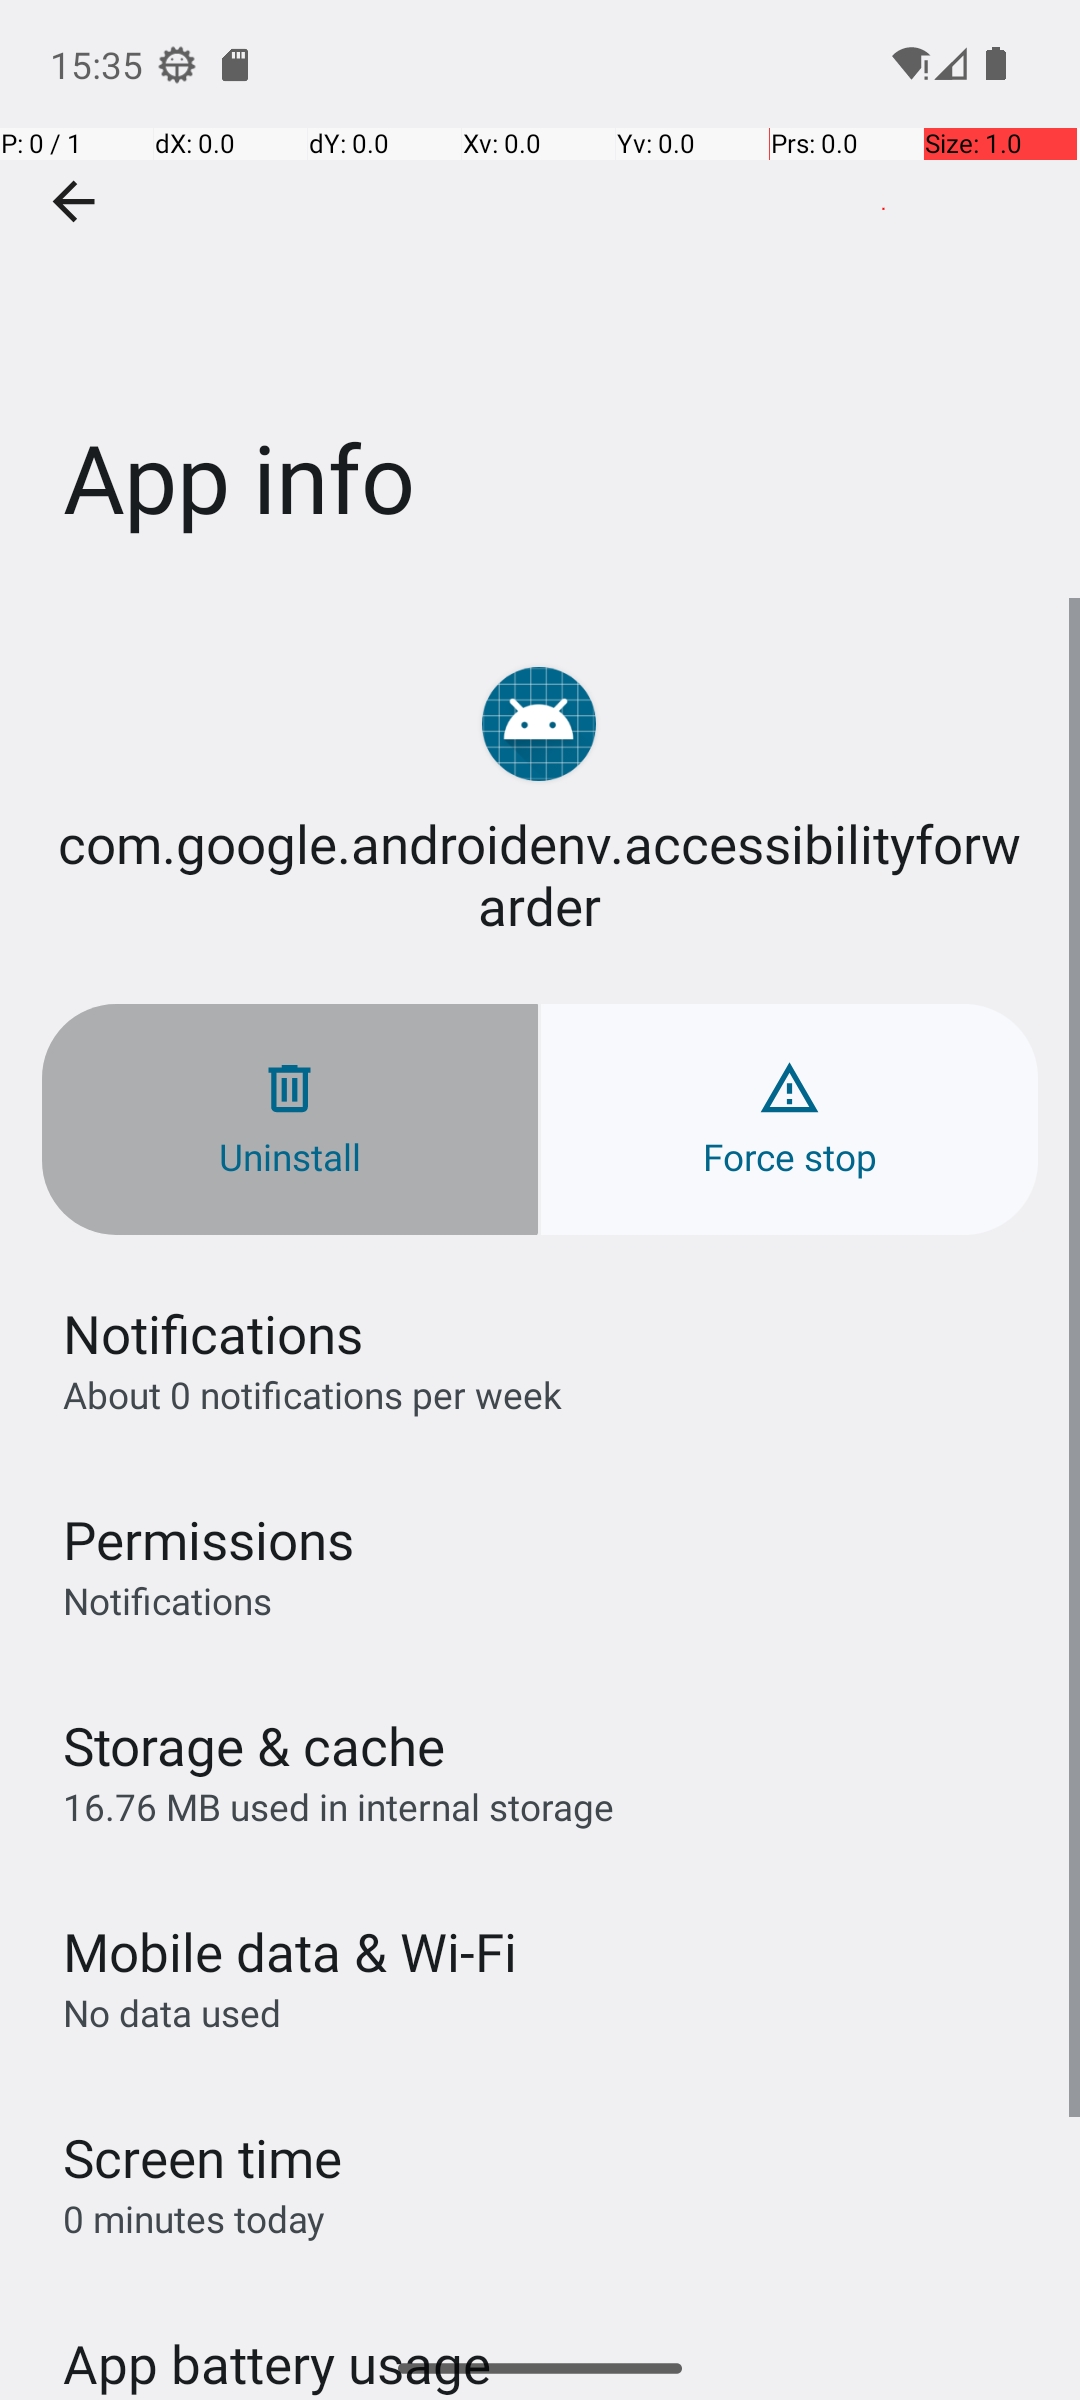 15:35
P: 0 / 1 dX: 0.0 dY: 0.0 Xv: 0.0 Yv: 0.0 Prs: 0.0 Size: 1.0
App info
com.google.androidenv.accessibilityforw
arder
Uninstall Force stop
Notifications
About 0 notifications per week
Permissions
Notifications
Storage & cache
16.76 MB used in internal storage
Mobile data & Wi-Fi
No data used
Screen time
0 minutes today
App battery usage